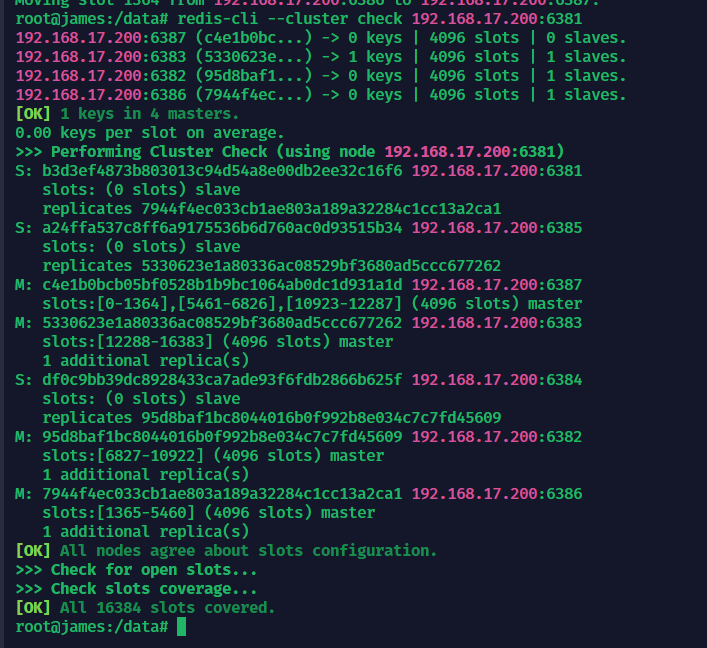 Moving slot 1364 from 192.168.17.200:6386 to 192.168.17.200:6387.
root@james:/data# redis-cli --cluster check 192.168.17.200:6381
192.168.17.200:6387 (c4e1b0bc...) -> 0 keys | 4096 slots | 0 slaves.
192.168.17.200:6383 (5330623e...) -> 1 keys | 4096 slots | 1 slaves.
192.168.17.200:6382 (95d8baf1...) -> 0 keys | 4096 slots | 1 slaves.
192.168.17.200:6386 (7944f4ec...) -> 0 keys | 4096 slots | 1 slaves.
[OK] 1 keys in 4 masters.
0.00 keys per slot on average.
>>> Performing Cluster Check (using node 192.168.17.200:6381)
S: b3d3ef4873b803013c94d54a8e00db2ee32c16f6 192.168.17.200:6381
   slots: (0 slots) slave
   replicates 7944f4ec033cb1ae803a189a32284c1cc13a2ca1
S: a24ffa537c8ff6a9175536b6d760ac0d93515b34 192.168.17.200:6385
   slots: (0 slots) slave
   replicates 5330623e1a80336ac08529bf3680ad5ccc677262
M: c4e1b0bcb05bf0528b1b9bc1064ab0dc1d931a1d 192.168.17.200:6387
   slots:[0-1364],[5461-6826],[10923-12287] (4096 slots) master
M: 5330623e1a80336ac08529bf3680ad5ccc677262 192.168.17.200:6383
   slots:[12288-16383] (4096 slots) master
   1 additional replica(s)
S: df0c9bb39dc8928433ca7ade93f6fdb2866b625f 192.168.17.200:6384
   slots: (0 slots) slave
   replicates 95d8baf1bc8044016b0f992b8e034c7c7fd45609
M: 95d8baf1bc8044016b0f992b8e034c7c7fd45609 192.168.17.200:6382
   slots:[6827-10922] (4096 slots) master
   1 additional replica(s)
M: 7944f4ec033cb1ae803a189a32284c1cc13a2ca1 192.168.17.200:6386
   slots:[1365-5460] (4096 slots) master
   1 additional replica(s)
[OK] All nodes agree about slots configuration.
>>> Check for open slots...
>>> Check slots coverage...
[OK] All 16384 slots covered.
root@james:/data#